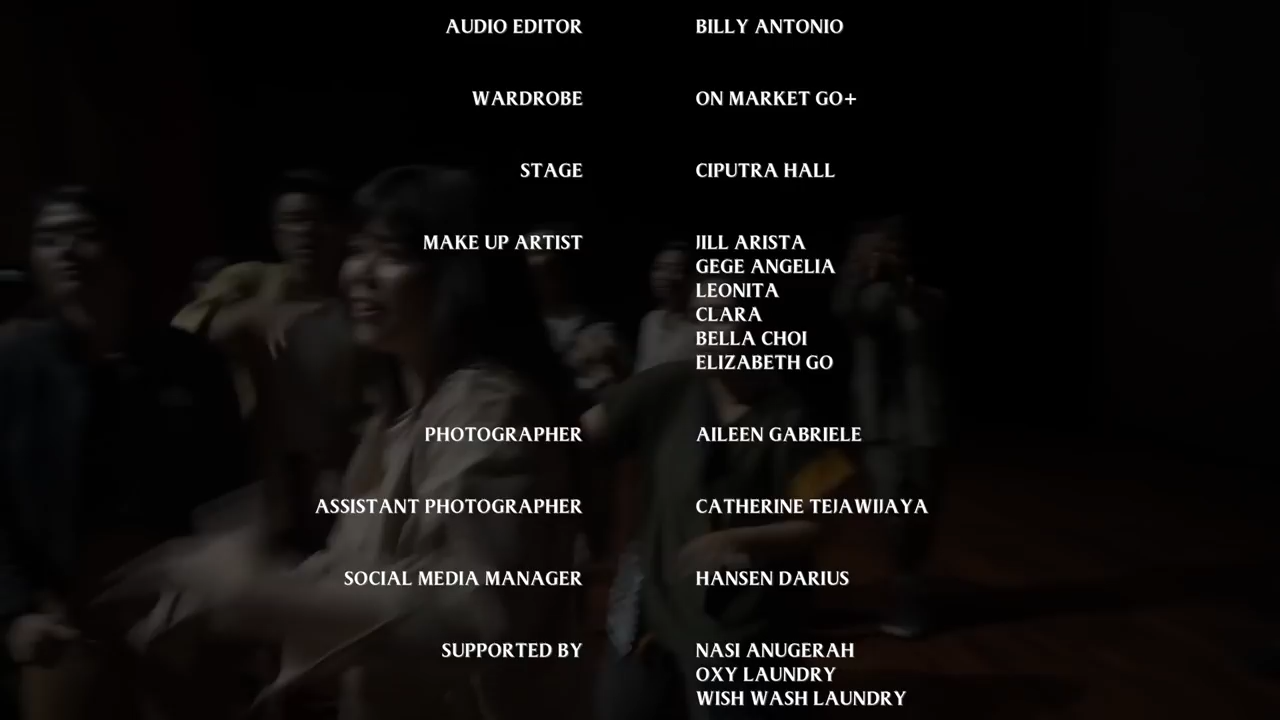 AUDIO EDITOR BILLY ANTONIO
WARDROBE ON MARKET GO+
STAGE CIPUTRA HALL
MAKE UP ARTIST JILL ARISTA
GEGE ANGELIA
LEONITA
CLARA
BELLA CHOI
ELIZABETH GO
PHOTOGRAPHER AILEEN GABRIELE
ASSISTANT PHOTOGRAPHER CATHERINE TEJAWIJAYA
SOCIAL MEDIA MANAGER HANSEN DARIUS
SUPPORTED BY NASI ANUGERAH
OXY LAUNDRY
WISH WASH LAUNDRY